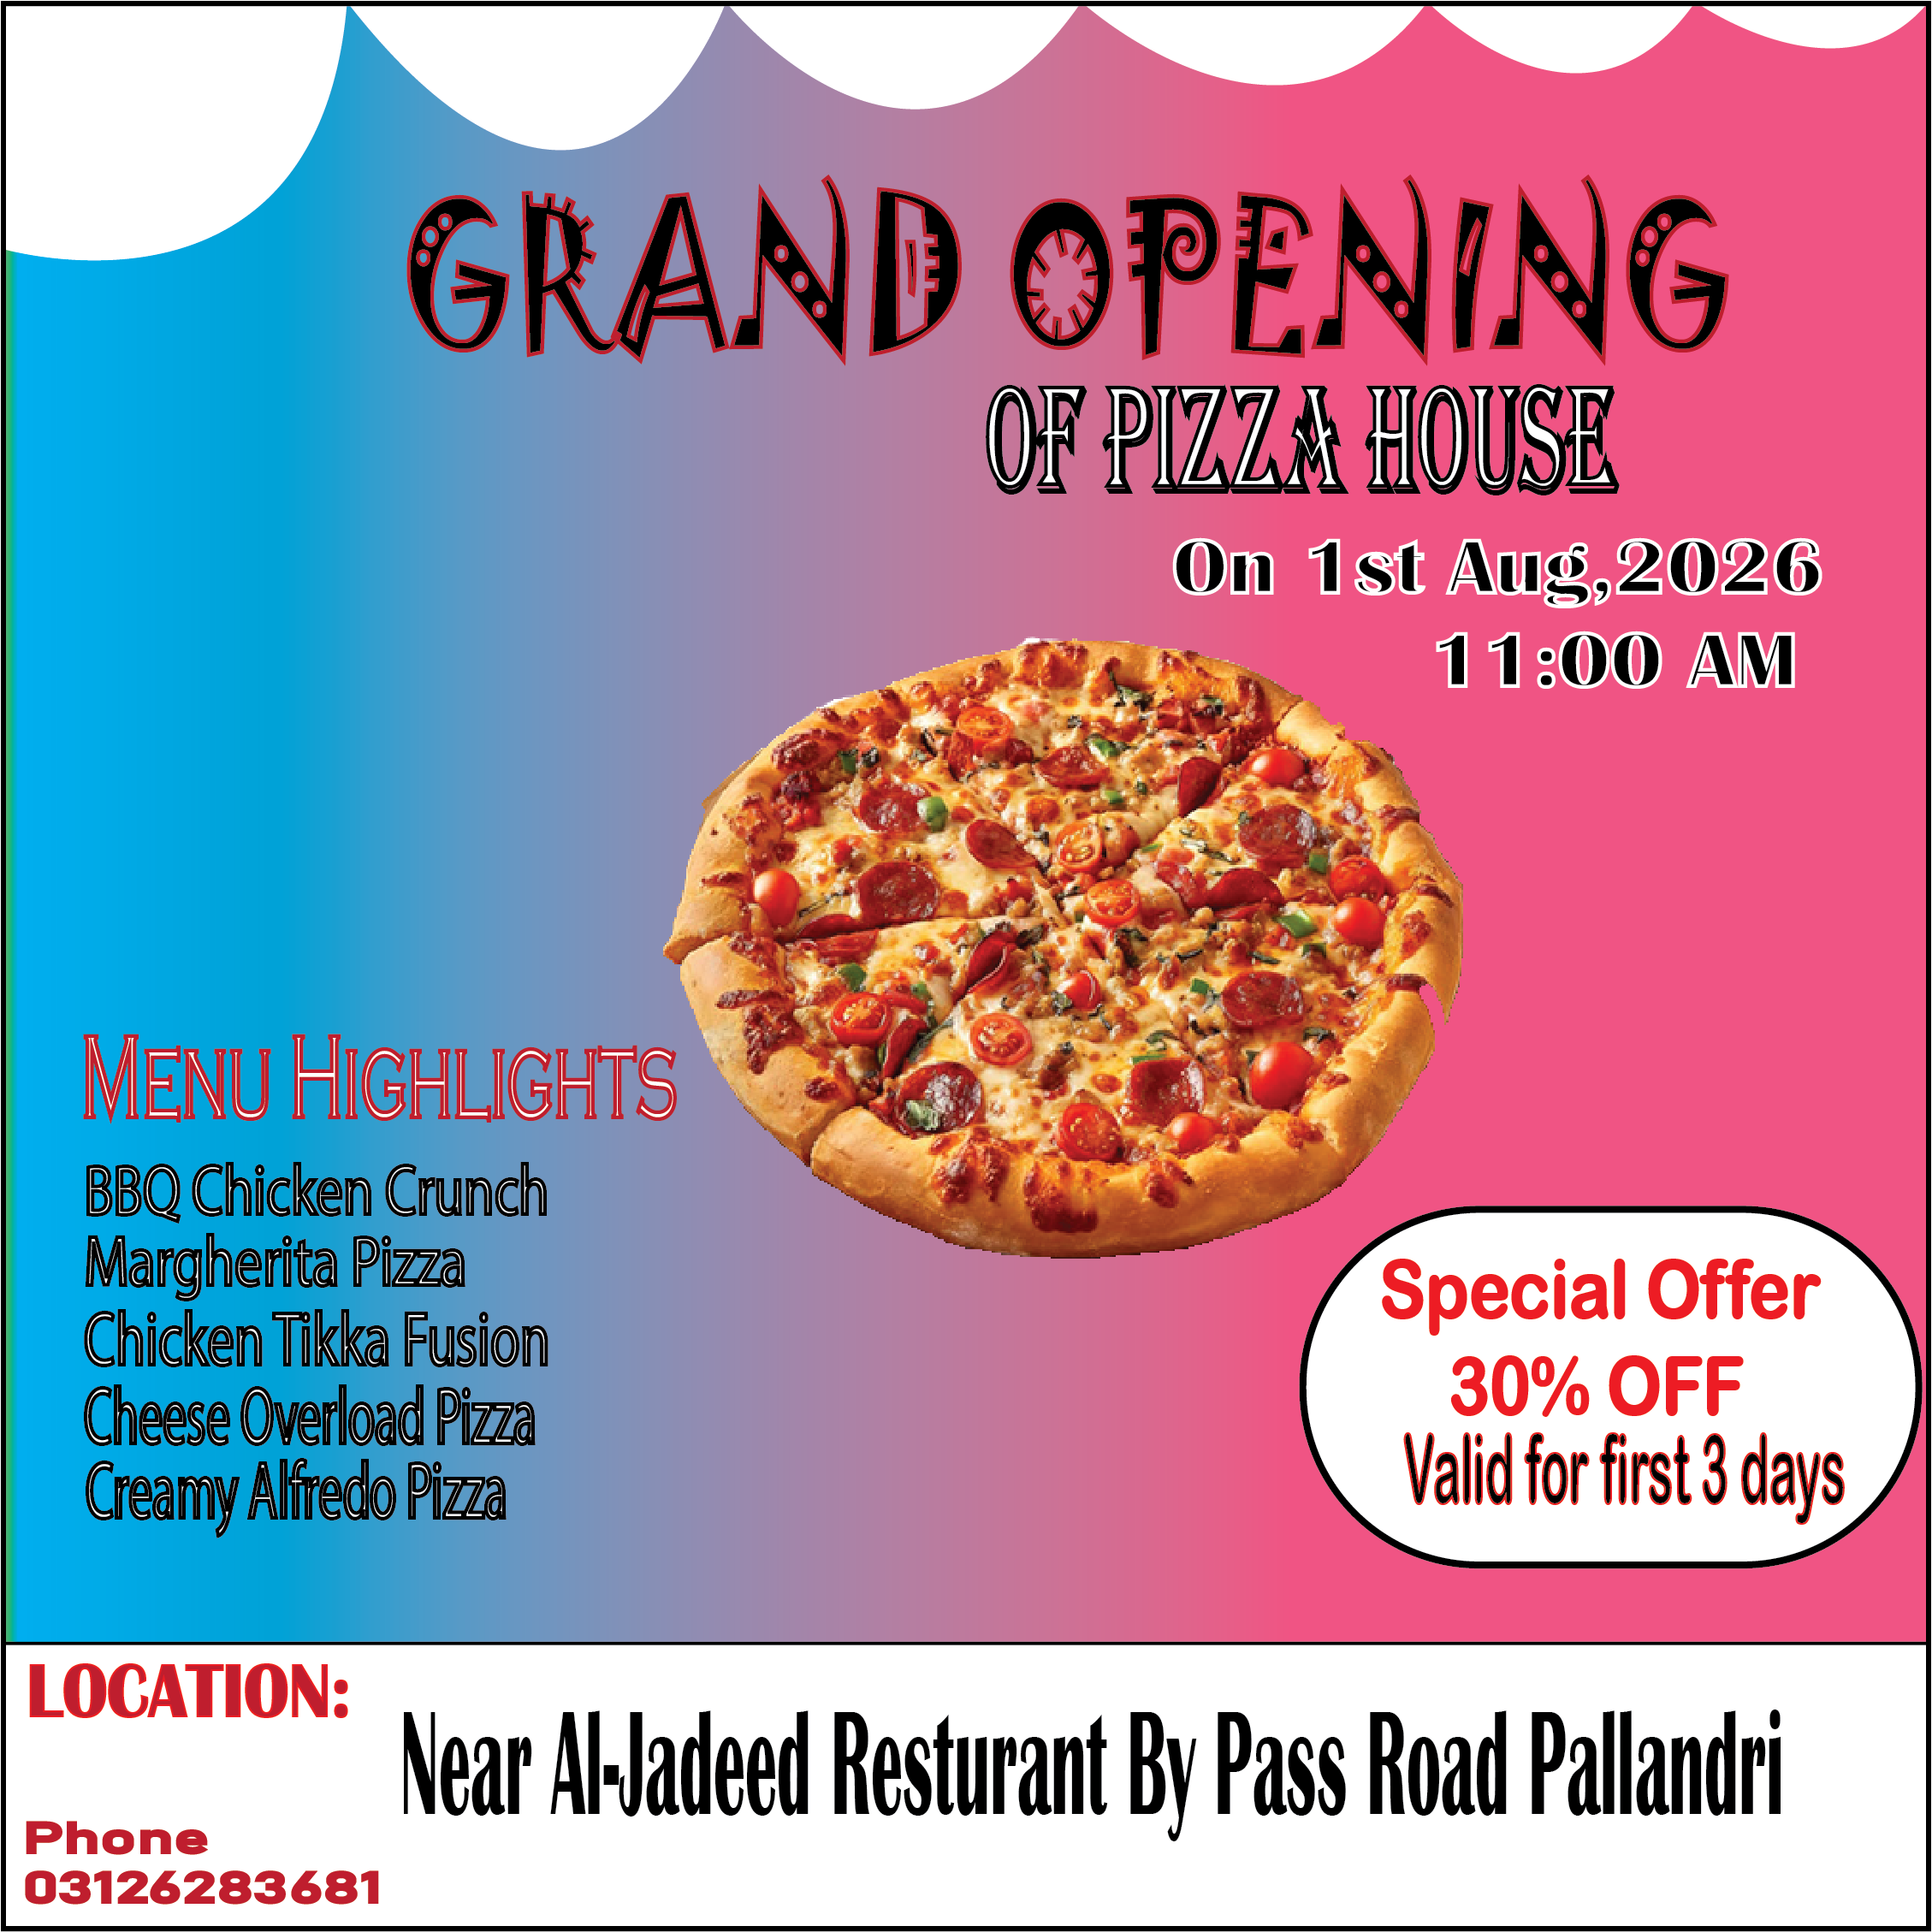 GRAND OPENING
OF PIZZA HOUSE
On 1st Aug,2026
11:00 AM
MENU HIGHLIGHTS
BBQ Chicken Crunch
Margherita Pizza
Chicken Tikka Fusion
Cheese Overload Pizza
Creamy Alfredo Pizza
Special Offer
30% OFF
Valid for first 3 days
LOCATION:
Near Al-Jadeed Resturant By Pass Road Pallandri
Phone
03126283681